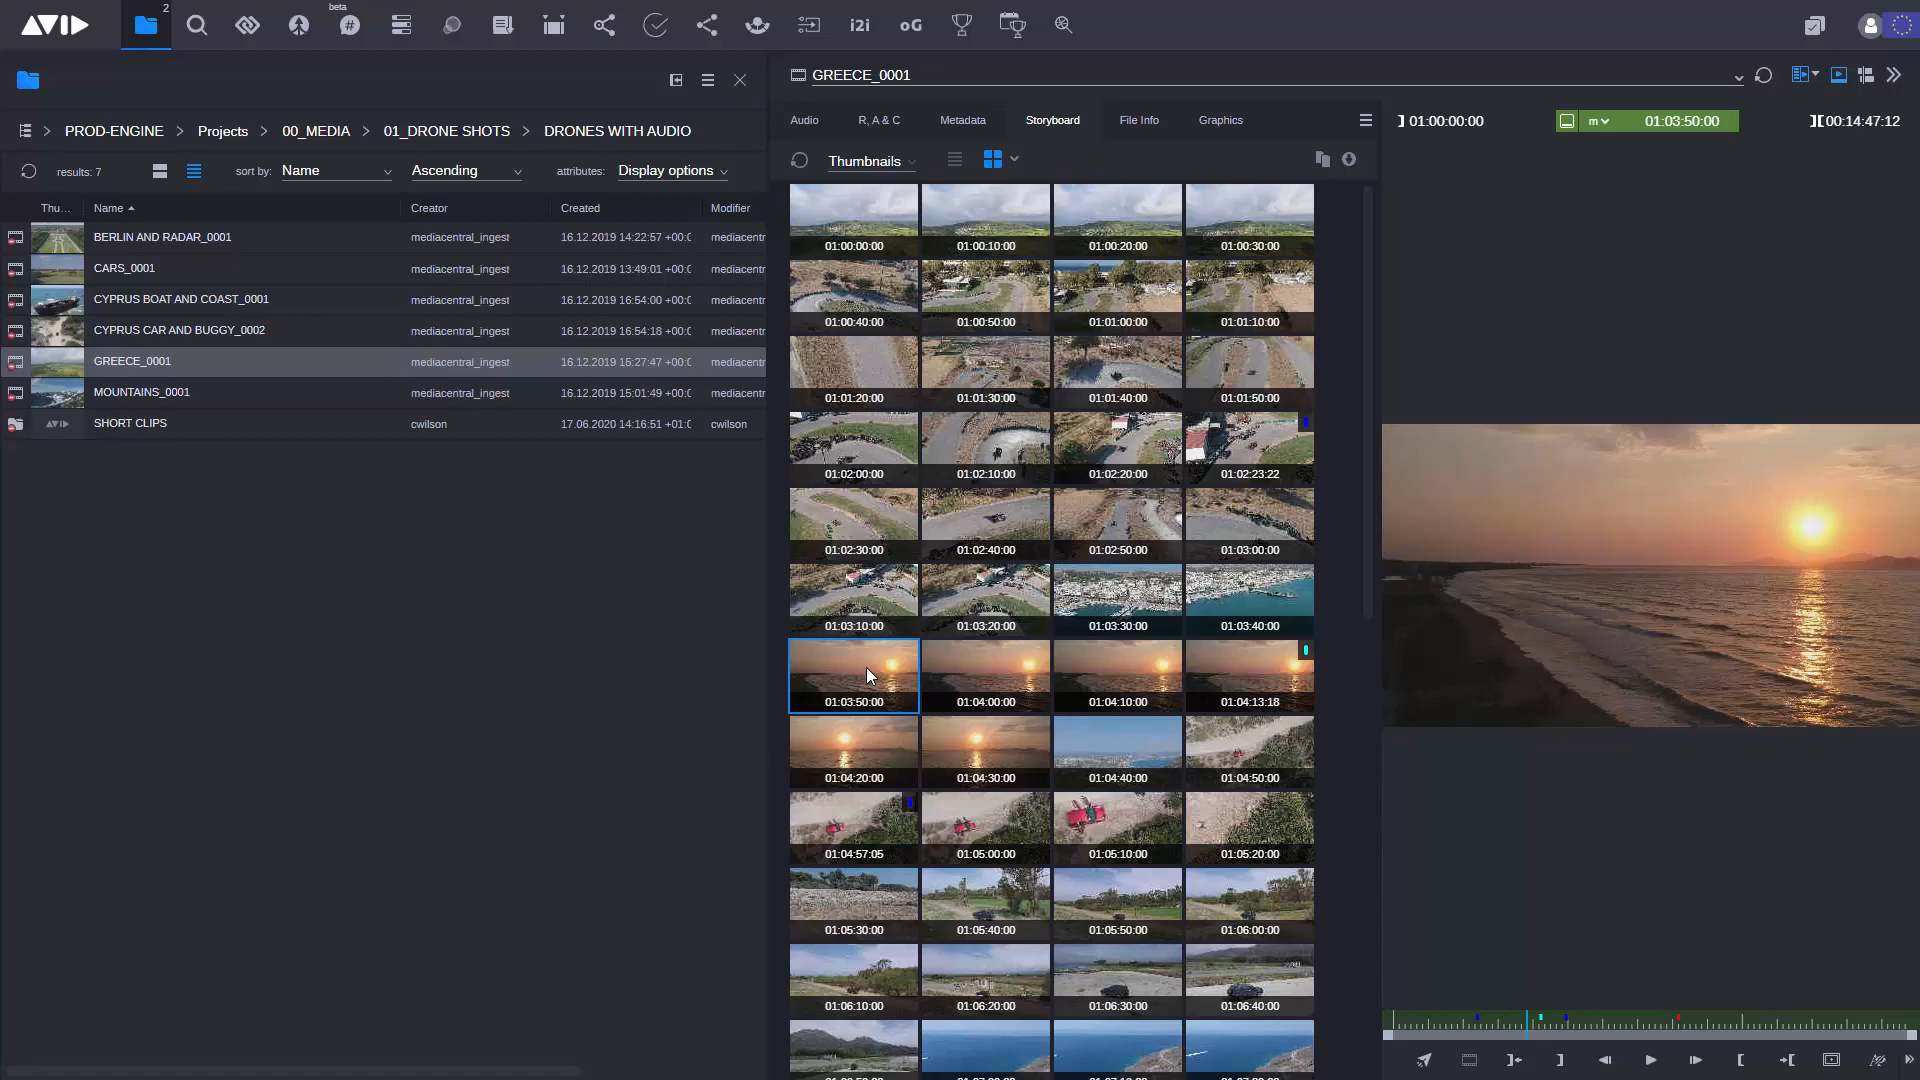 AVID
2
beta
#
i2i
oG
GREECE_0001
PROD-ENGINE > Projects > 00_MEDIA > 01_DRONE SHOTS > DRONES WITH AUDIO
results: 7
sort by: Name
Ascending
attributes: Display options
Thu... Name Creator Created Modifier
BERLIN AND RADAR_0001 mediacentral_ingest 16.12.2019 14:22:57 +00:0 mediacentr
CARS_0001 mediacentral_ingest 16.12.2019 13:49:01 +00:0 mediacentr
CYPRUS BOAT AND COAST_0001 mediacentral_ingest 16.12.2019 16:54:00 +00:0 mediacentr
CYPRUS CAR AND BUGGY_0002 mediacentral_ingest 16.12.2019 16:54:18 +00:0 mediacentr
GREECE_0001 mediacentral_ingest 16.12.2019 15:27:47 +00:0 mediacentr
MOUNTAINS_0001 mediacentral_ingest 16.12.2019 15:01:49 +00:0 mediacentr
AVID SHORT CLIPS cwilson 17.06.2020 14:16:51 +01:0 cwilson
Audio R, A & C Metadata Storyboard File Info Graphics
Thumbnails
01:00:00:00 01:00:10:00 01:00:20:00 01:00:30:00
01:00:40:00 01:00:50:00 01:01:00:00 01:01:10:00
01:01:20:00 01:01:30:00 01:01:40:00 01:01:50:00
01:02:00:00 01:02:10:00 01:02:20:00 01:02:23:22
01:02:30:00 01:02:40:00 01:02:50:00 01:03:00:00
01:03:10:00 01:03:20:00 01:03:30:00 01:03:40:00
01:03:50:00 01:04:00:00 01:04:10:00 01:04:13:18
01:04:20:00 01:04:30:00 01:04:40:00 01:04:50:00
01:04:57:05 01:05:00:00 01:05:10:00 01:05:20:00
01:05:30:00 01:05:40:00 01:05:50:00 01:06:00:00
01:06:10:00 01:06:20:00 01:06:30:00 01:06:40:00
01:00:00:00
m 01:03:50:00
00:14:47:12